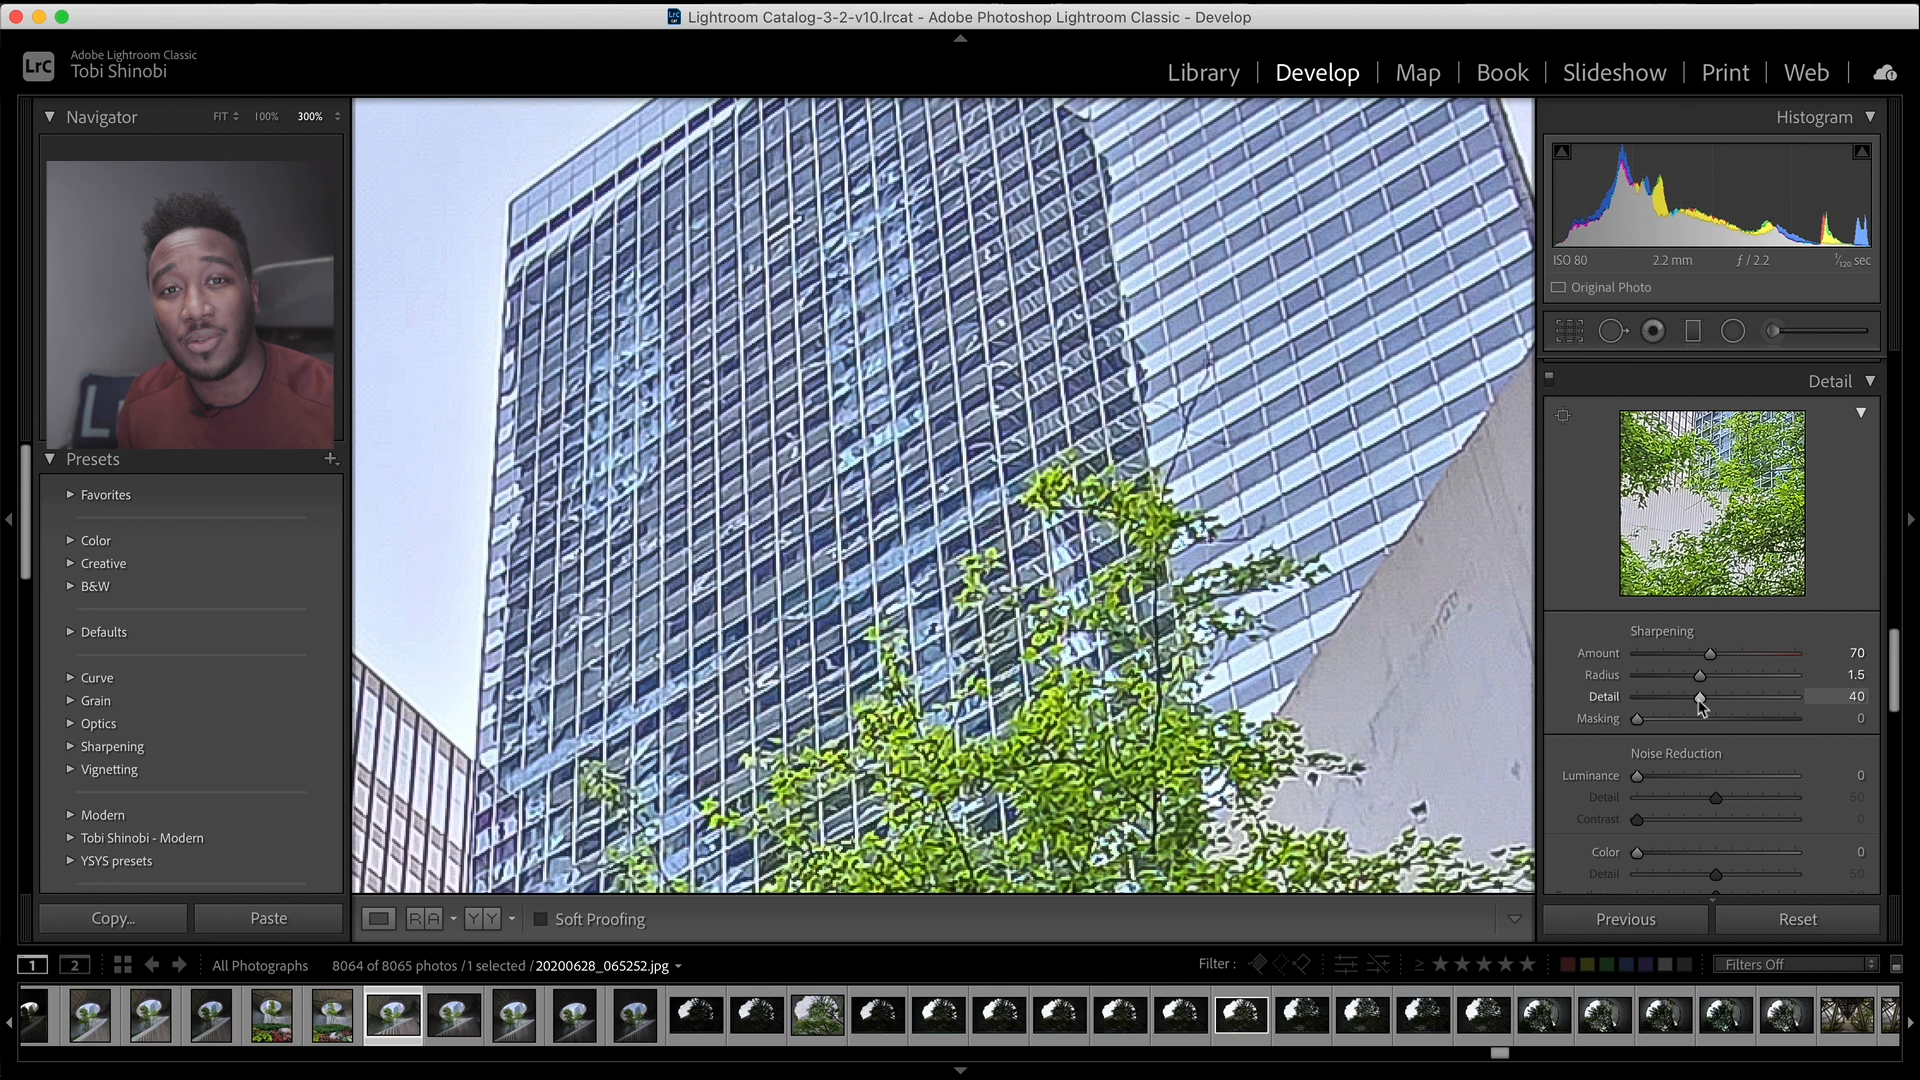 Lightroom Catalog-3-2-v10.lrcat - Adobe Photoshop Lightroom Classic - Develop
LrC
Adobe Lightroom Classic
Tobi Shinobi
Library | Develop | Map | Book | Slideshow | Print | Web
Navigator FIT 100% 300%
Histogram
ISO 80 2.2 mm ƒ / 2.2 1/120 sec
Original Photo
Detail
Presets
Favorites
Color
Creative
B&W
Defaults
Curve
Grain
Optics
Sharpening
Vignetting
Modern
Tobi Shinobi - Modern
YSYS presets
Sharpening
Amount 70
Radius 1.5
Detail 40
Masking 0
Noise Reduction
Luminance 0
Detail 50
Contrast 0
Color 0
Detail 50
Copy... Paste
R A Y Y Soft Proofing
Previous Reset
1 2 All Photographs 8064 of 8065 photos /1 selected /20200628_065252.jpg
Filter : ≥ Filters Off